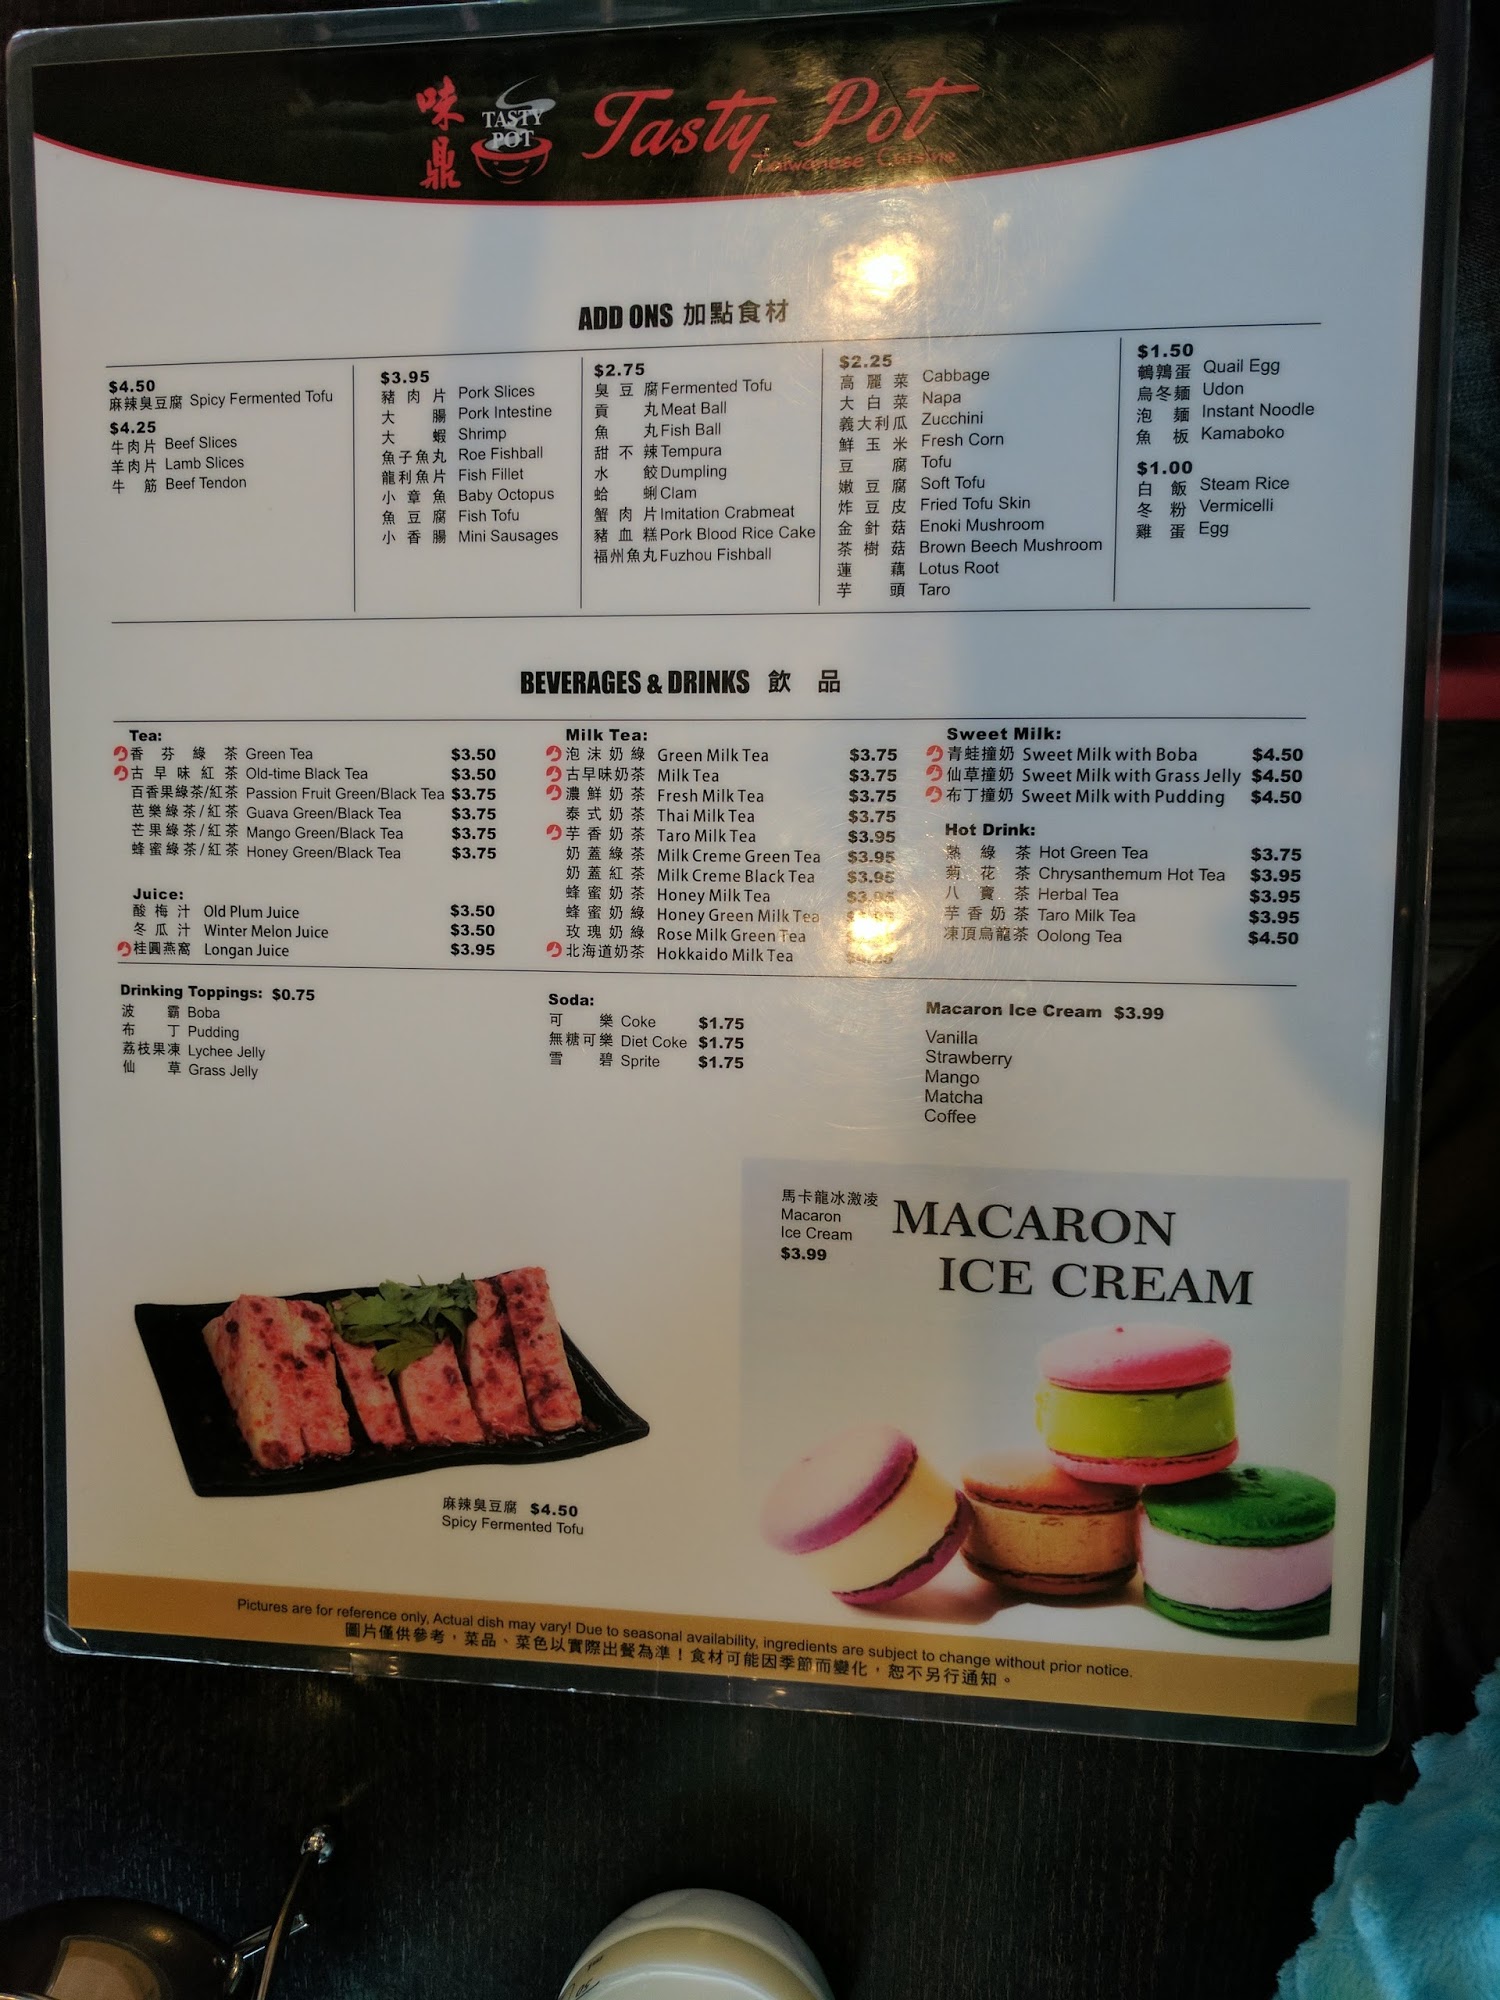 味鼎
TASTY
POT
Tasty Pot
Taiwanese Cuisine
ADD ONS 加點食材
$4.50
麻辣臭豆腐 Spicy Fermented Tofu
$4.25
牛肉片 Beef Slices
羊肉片 Lamb Slices
牛筋 Beef Tendon
$3.95
豬肉片 Pork Slices
大腸 Pork Intestine
大蝦 Shrimp
魚子魚丸 Roe Fishball
龍利魚片 Fish Fillet
小章魚 Baby Octopus
魚豆腐 Fish Tofu
小香腸 Mini Sausages
$2.75
臭豆腐 Fermented Tofu
貢丸 Meat Ball
魚丸 Fish Ball
甜不辣 Tempura
水餃 Dumpling
蛤蜊 Clam
蟹肉片 Imitation Crabmeat
豬血糕 Pork Blood Rice Cake
福州魚丸 Fuzhou Fishball
$2.25
高麗菜 Cabbage
大白菜 Napa
義大利瓜 Zucchini
鮮玉米 Fresh Corn
豆腐 Tofu
嫩豆腐 Soft Tofu
炸豆皮 Fried Tofu Skin
金針菇 Enoki Mushroom
茶樹菇 Brown Beech Mushroom
蓮藕 Lotus Root
芋頭 Taro
$1.50
鵪鶉蛋 Quail Egg
烏冬麵 Udon
泡麵 Instant Noodle
魚板 Kamaboko
$1.00
白飯 Steam Rice
冬粉 Vermicelli
雞蛋 Egg
BEVERAGES & DRINKS 飲品
Tea:
香芬綠茶 Green Tea $3.50
古早味紅茶 Old-time Black Tea $3.50
百香果綠茶/紅茶 Passion Fruit Green/Black Tea $3.75
芭樂綠茶/紅茶 Guava Green/Black Tea $3.75
芒果綠茶/紅茶 Mango Green/Black Tea $3.75
蜂蜜綠茶/紅茶 Honey Green/Black Tea $3.75
Juice:
酸梅汁 Old Plum Juice $3.50
冬瓜汁 Winter Melon Juice $3.50
桂圓燕窩 Longan Juice $3.95
Milk Tea:
泡沫奶綠 Green Milk Tea $3.75
古早味奶茶 Milk Tea $3.75
濃鮮奶茶 Fresh Milk Tea $3.75
泰式奶茶 Thai Milk Tea $3.75
芋香奶茶 Taro Milk Tea $3.95
奶蓋綠茶 Milk Creme Green Tea $3.95
奶蓋紅茶 Milk Creme Black Tea $3.95
蜂蜜奶茶 Honey Milk Tea $3.95
蜂蜜奶綠 Honey Green Milk Tea
玫瑰奶綠 Rose Milk Green Tea
北海道奶茶 Hokkaido Milk Tea
Sweet Milk:
青蛙撞奶 Sweet Milk with Boba $4.50
仙草撞奶 Sweet Milk with Grass Jelly $4.50
布丁撞奶 Sweet Milk with Pudding $4.50
Hot Drink:
熱綠茶 Hot Green Tea $3.75
菊花茶 Chrysanthemum Hot Tea $3.95
八寶茶 Herbal Tea $3.95
芋香奶茶 Taro Milk Tea $3.95
凍頂烏龍茶 Oolong Tea $4.50
Drinking Toppings: $0.75
波霸 Boba
布丁 Pudding
荔枝果凍 Lychee Jelly
仙草 Grass Jelly
Soda:
可樂 Coke $1.75
無糖可樂 Diet Coke $1.75
雪碧 Sprite $1.75
Macaron Ice Cream $3.99
Vanilla
Strawberry
Mango
Matcha
Coffee
馬卡龍冰激凌
Macaron
Ice Cream
$3.99
MACARON
ICE CREAM
麻辣臭豆腐 $4.50
Spicy Fermented Tofu
Pictures are for reference only, Actual dish may vary! Due to seasonal availability, ingredients are subject to change without prior notice.
圖片僅供參考，菜品、菜色以實際出餐為準！食材可能因季節而變化，恕不另行通知。